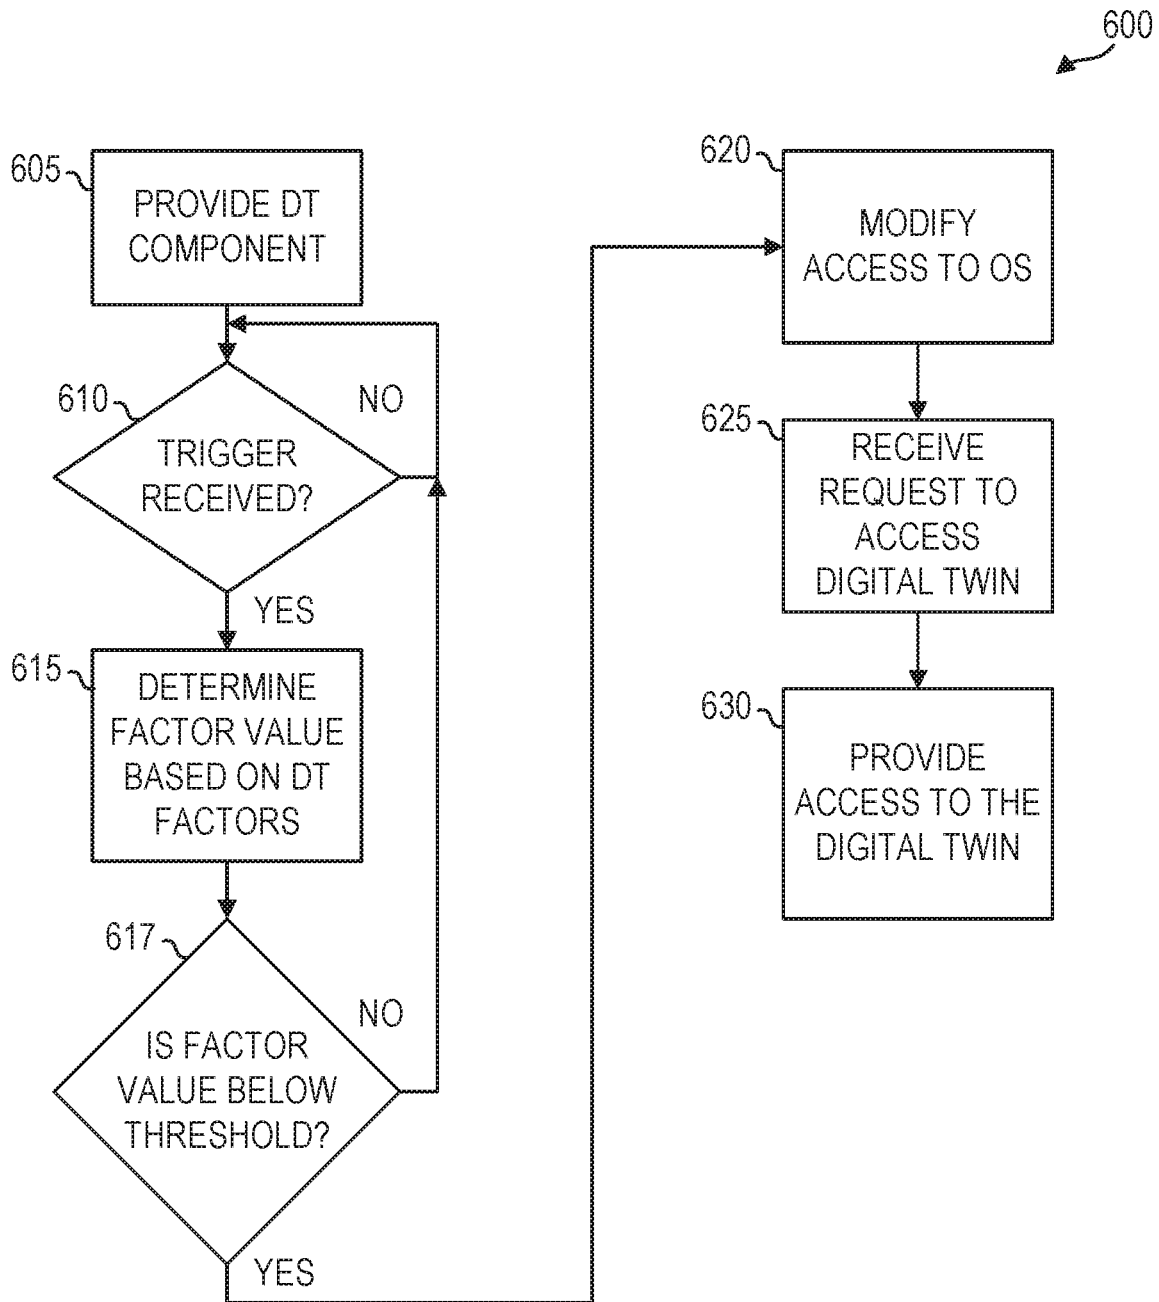 600
605
PROVIDE DT
COMPONENT
610
NO
TRIGGER
RECEIVED?
YES
615
DETERMINE
FACTOR VALUE
BASED ON DT
FACTORS
617
NO
IS FACTOR
VALUE BELOW
THRESHOLD?
YES
620
MODIFY
ACCESS TO OS
625
RECEIVE
REQUEST TO
ACCESS
DIGITAL TWIN
630
PROVIDE
ACCESS TO THE
DIGITAL TWIN